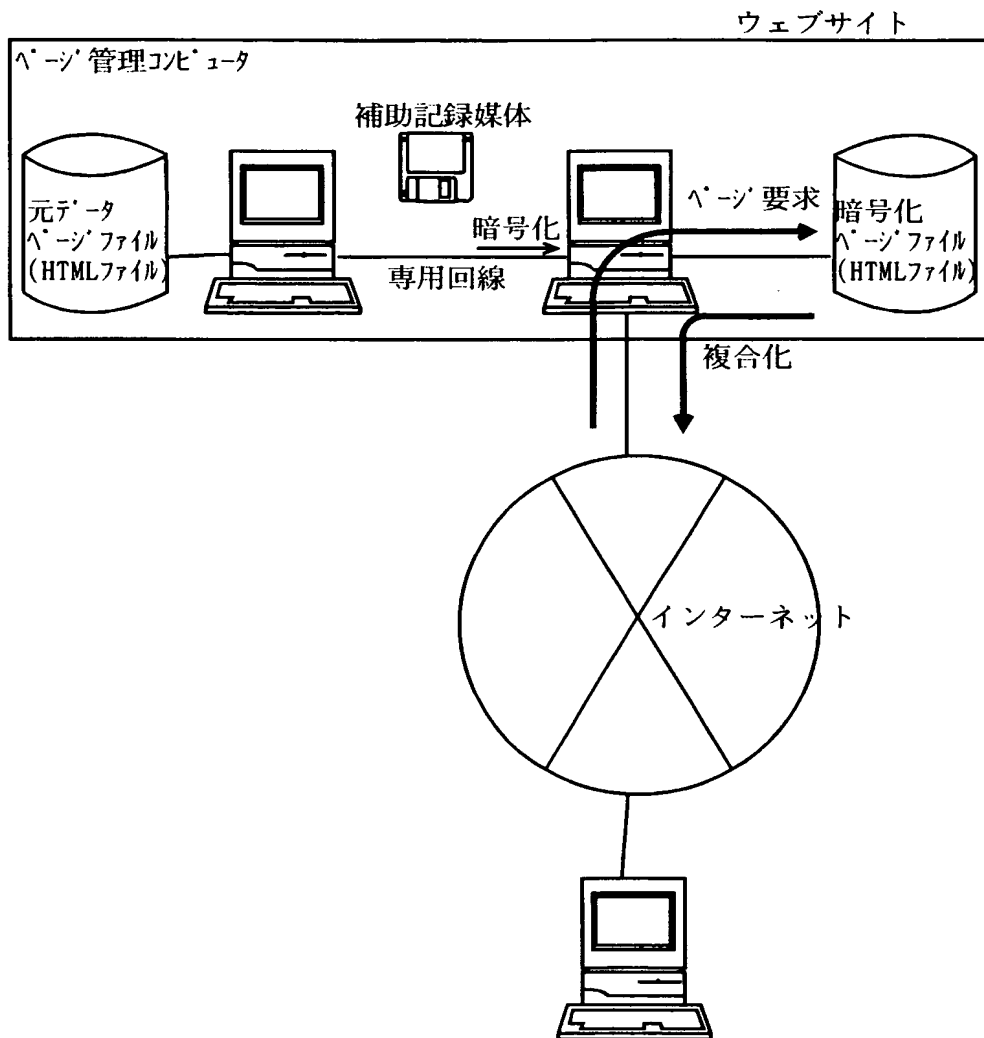 ウェブサイト
ページ管理コンピュータ
補助記録媒体
元データ
ページファイル
(HTMLファイル)
暗号化
専用回線
ページ要求
暗号化
ページファイル
(HTMLファイル)
複合化
インターネット